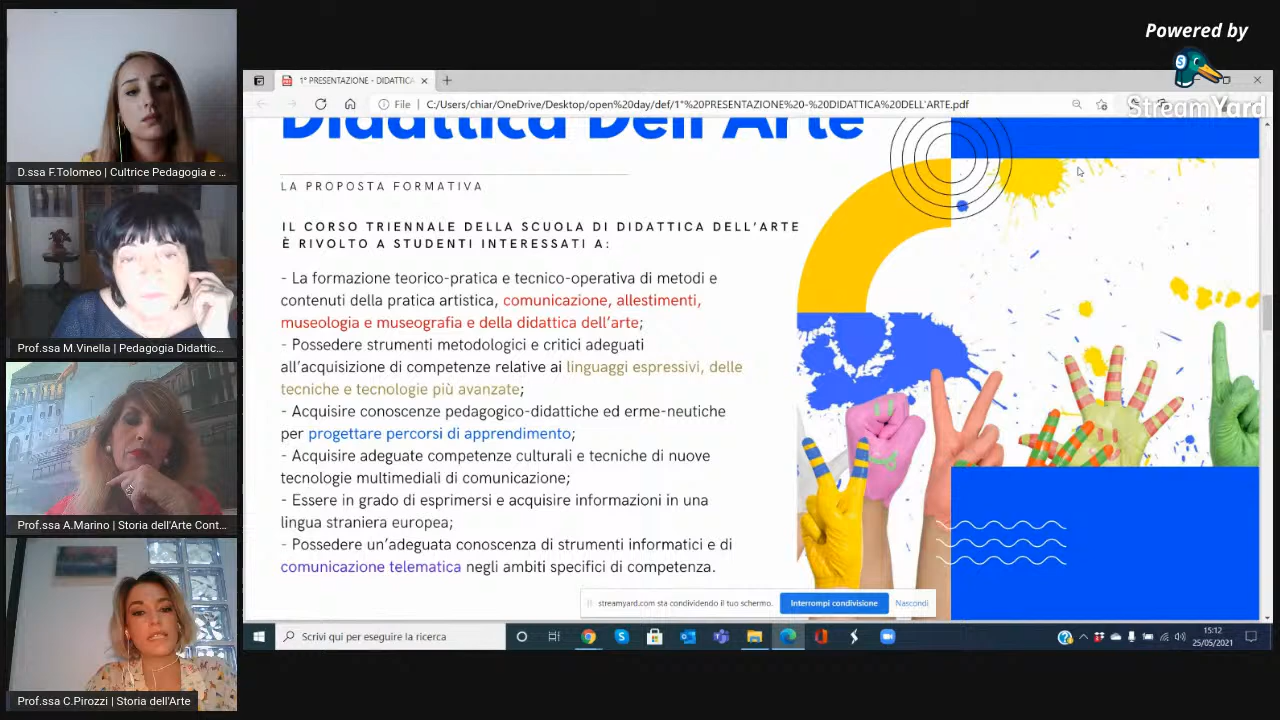 Powered by
StreamYard
D.ssa F.Tolomeo | Cultrice Pedagogia e ...
Prof.ssa M.Vinella | Pedagogia Didattic...
Prof.ssa A.Marino | Storia dell'Arte Cont...
Prof.ssa C.Pirozzi | Storia dell'Arte
1° PRESENTAZIONE - DIDATTICA
File
C:/Users/chiar/OneDrive/Desktop/open%20day/def/1°%20PRESENTAZIONE%20-%20DIDATTICA%20DELL'ARTE.pdf
Didattica Dell'Arte
LA PROPOSTA FORMATIVA
IL CORSO TRIENNALE DELLA SCUOLA DI DIDATTICA DELL'ARTE
È RIVOLTO A STUDENTI INTERESSATI A:
- La formazione teorico-pratica e tecnico-operativa di metodi e
contenuti della pratica artistica, comunicazione, allestimenti,
museologia e museografia e della didattica dell'arte;
- Possedere strumenti metodologici e critici adeguati
all'acquisizione di competenze relative ai linguaggi espressivi, delle
tecniche e tecnologie più avanzate;
- Acquisire conoscenze pedagogico-didattiche ed erme-neutiche
per progettare percorsi di apprendimento;
- Acquisire adeguate competenze culturali e tecniche di nuove
tecnologie multimediali di comunicazione;
- Essere in grado di esprimersi e acquisire informazioni in una
lingua straniera europea;
- Possedere un'adeguata conoscenza di strumenti informatici e di
comunicazione telematica negli ambiti specifici di competenza.
streamyard.com sta condividendo il tuo schermo.
Interrompi condivisione
Nascondi
Scrivi qui per eseguire la ricerca
15:12
25/05/2021